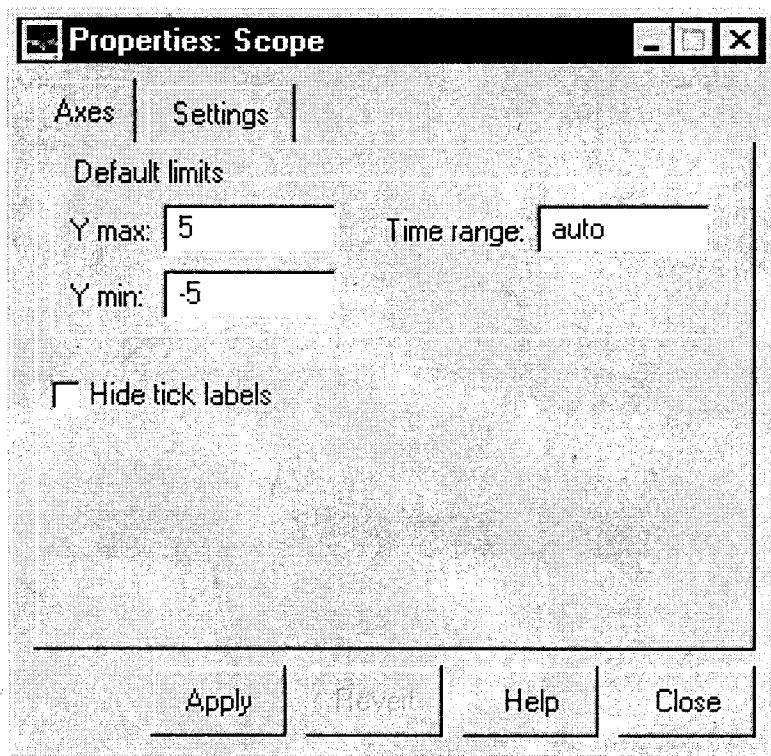 Properties: Scope
Axes Settings
Default limits
Y max: 5 Time range: auto
Y min: -5
Hide tick labels
Apply Revert Help Close